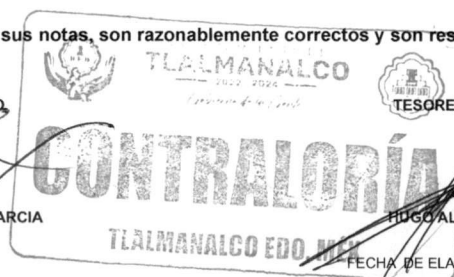 sus notas, son razonablemente correctos y son res
TLALMANALCO
2022 - 2024
TESORE
CONTRALORÍA
ARCIA
HUGO AL
TLALMANALCO EDO. MÉX
FECHA DE ELA